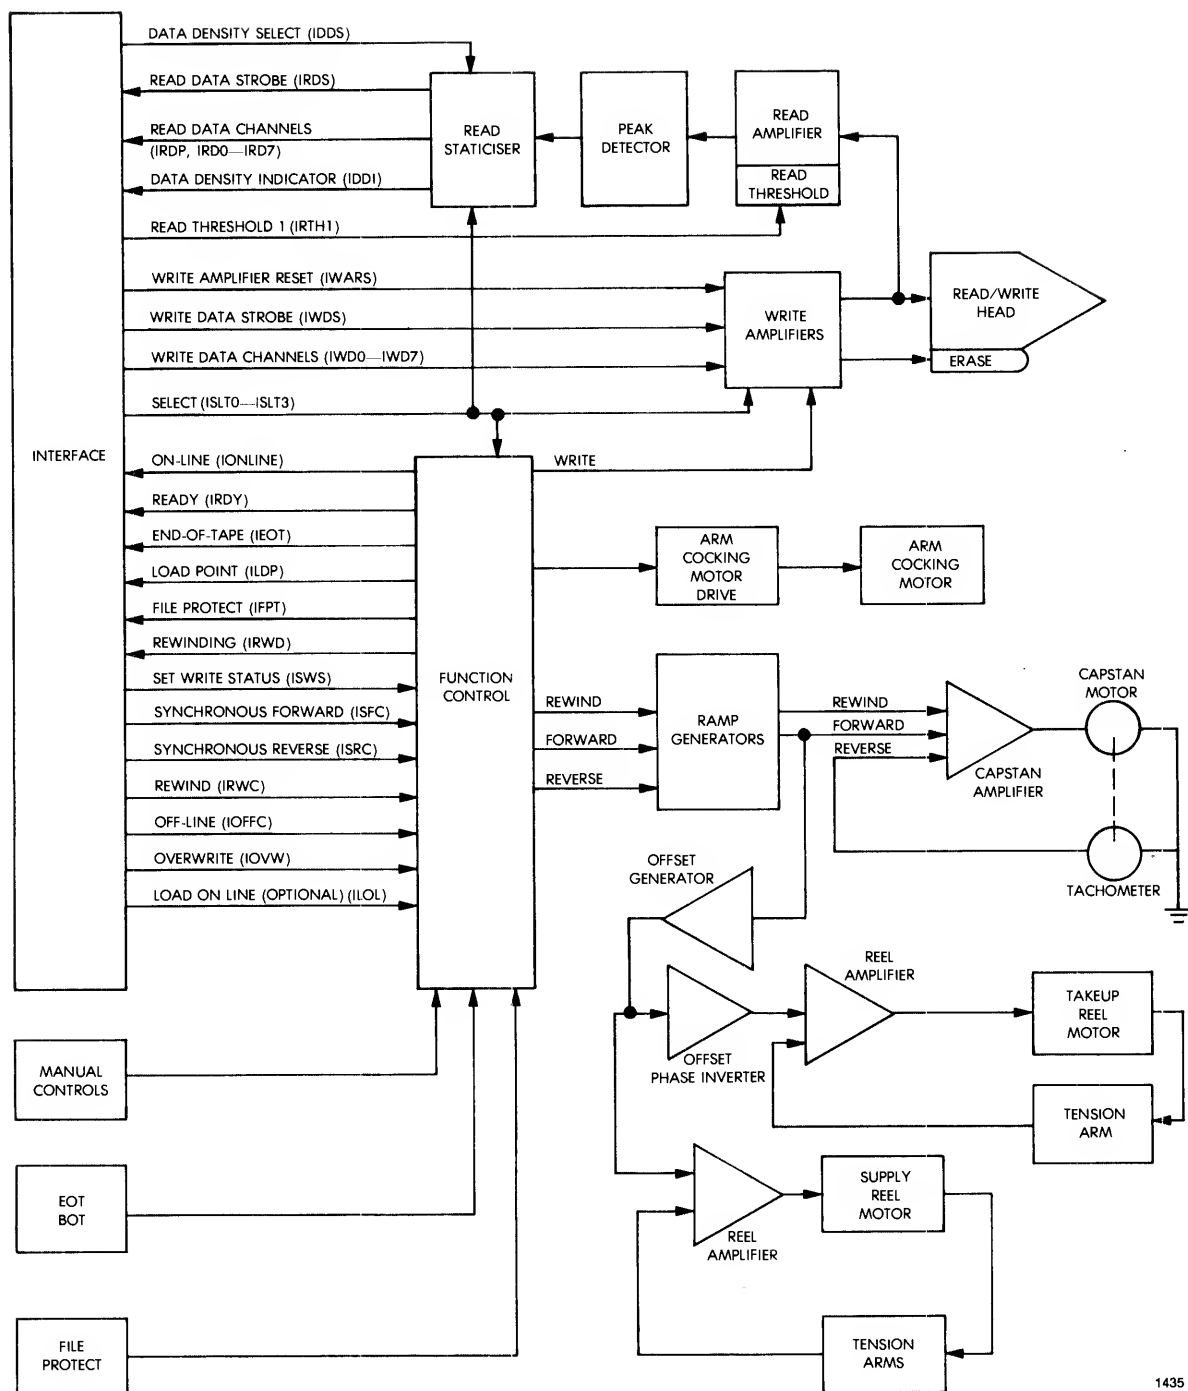 DATA DENSITY SELECT (IDDS)
READ DATA STROBE (IRDS)
READ DATA CHANNELS
(IRDP, IRD0—IRD7)
DATA DENSITY INDICATOR (IDDI)
READ THRESHOLD 1 (IRTH1)
WRITE AMPLIFIER RESET (IWARS)
WRITE DATA STROBE (IWDS)
WRITE DATA CHANNELS (IWD0—IWD7)
SELECT (ISLT0—ISLT3)
INTERFACE
READ
STATICISER
PEAK
DETECTOR
READ
AMPLIFIER
READ
THRESHOLD
WRITE
AMPLIFIERS
READ/WRITE
HEAD
ERASE
ON-LINE (IONLINE)
READY (IRDY)
END-OF-TAPE (IEOT)
LOAD POINT (ILDP)
FILE PROTECT (IFPT)
REWINDING (IRWD)
SET WRITE STATUS (ISWS)
SYNCHRONOUS FORWARD (ISFC)
SYNCHRONOUS REVERSE (ISRC)
REWIND (IRWC)
OFF-LINE (IOFFC)
OVERWRITE (IOVW)
LOAD ON LINE (OPTIONAL) (ILOL)
FUNCTION
CONTROL
WRITE
ARM
COCKING
MOTOR
DRIVE
ARM
COCKING
MOTOR
REWIND
FORWARD
REVERSE
RAMP
GENERATORS
REWIND
FORWARD
REVERSE
CAPSTAN
AMPLIFIER
CAPSTAN
MOTOR
TACHOMETER
OFFSET
GENERATOR
OFFSET
PHASE INVERTER
REEL
AMPLIFIER
TAKEUP
REEL
MOTOR
TENSION
ARM
MANUAL
CONTROLS
EOT
BOT
FILE
PROTECT
REEL
AMPLIFIER
SUPPLY
REEL
MOTOR
TENSION
ARMS
1435